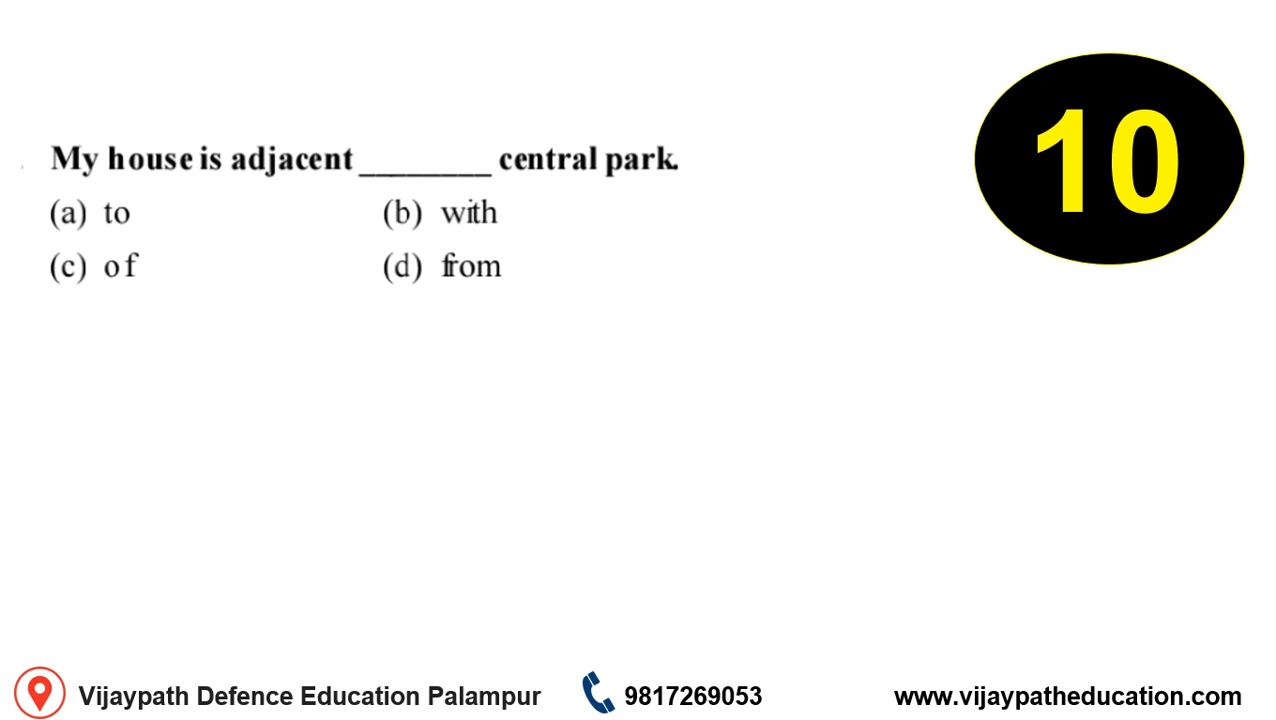 My house is adjacent ________ central park.
(a) to (b) with
(c) of (d) from
10
Vijaypath Defence Education Palampur 9817269053 www.vijaypatheducation.com